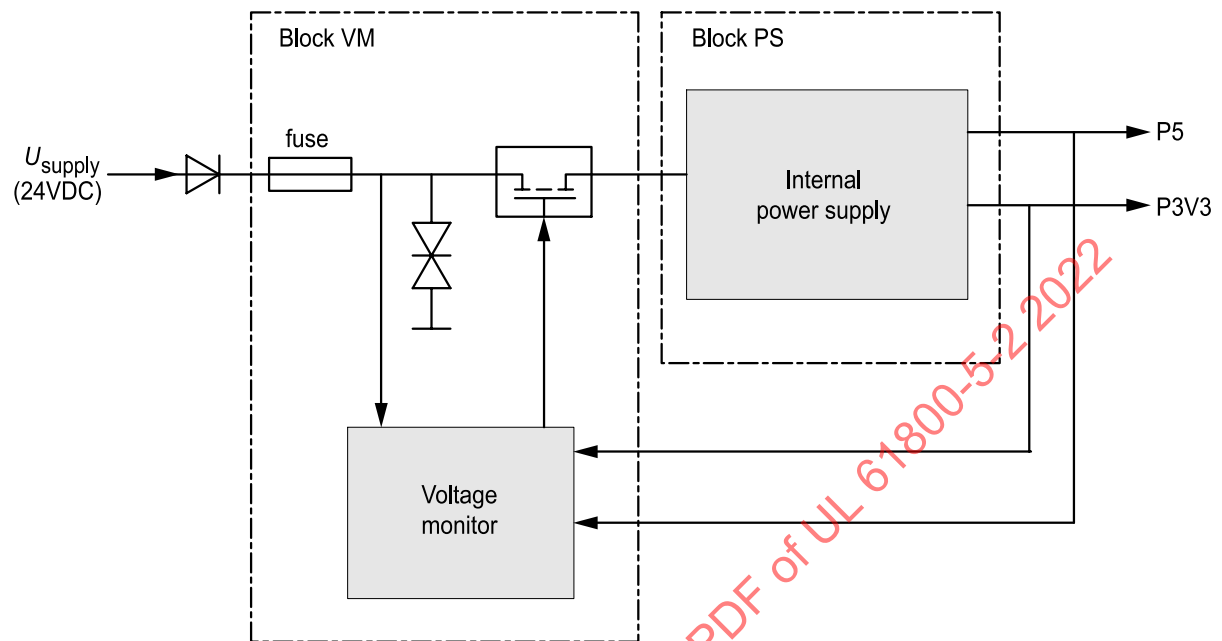 Block VM
Block PS
fuse
Usupply
(24VDC)
Internal
power supply
P5
P3V3
Voltage
monitor
PDF of UL 61800-5-2 2022